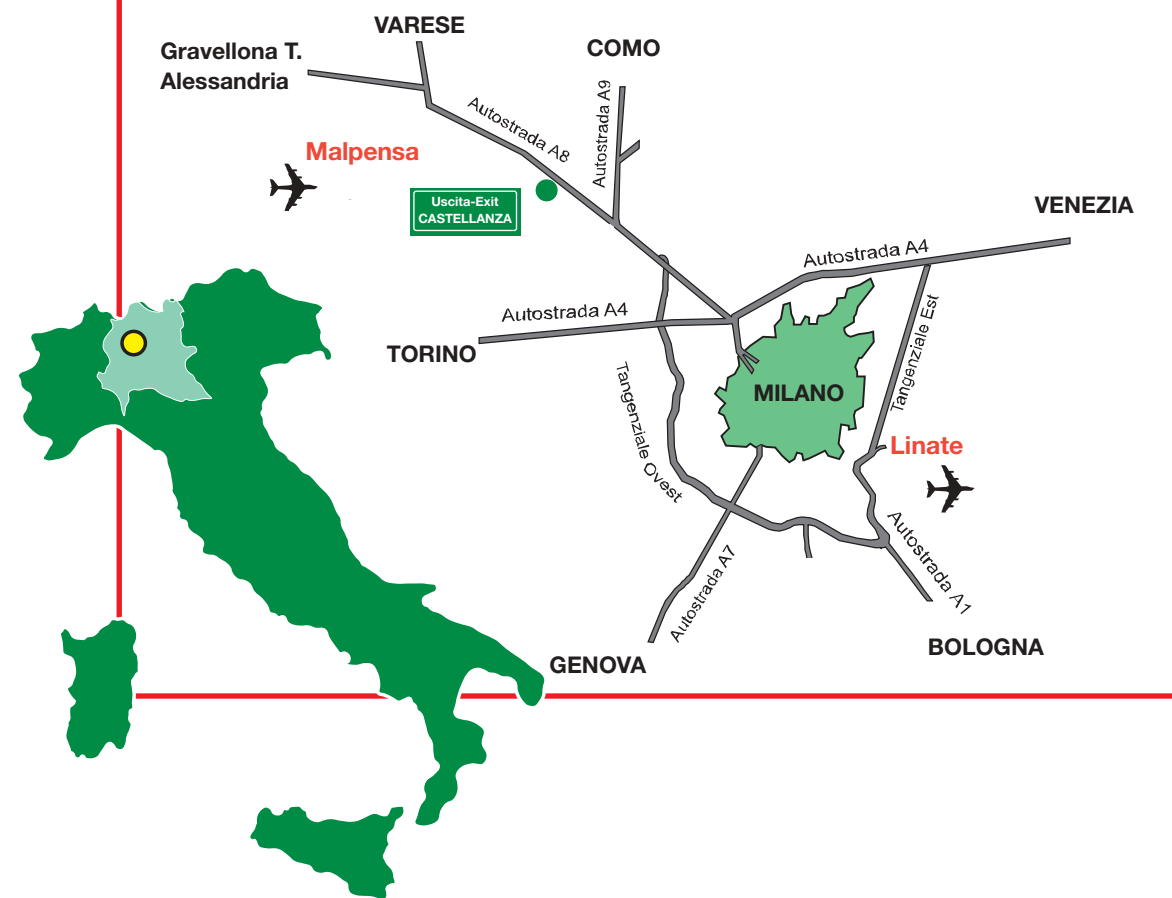 VARESE
COMO
Gravellona T.
Alessandria
Autostrada A8
Autostrada A9
Malpensa
Uscita-Exit
CASTELLANZA
VENEZIA
Autostrada A4
Autostrada A4
TORINO
Tangenziale Est
Tangenziale Ovest
MILANO
Linate
Autostrada A7
Autostrada A1
GENOVA
BOLOGNA